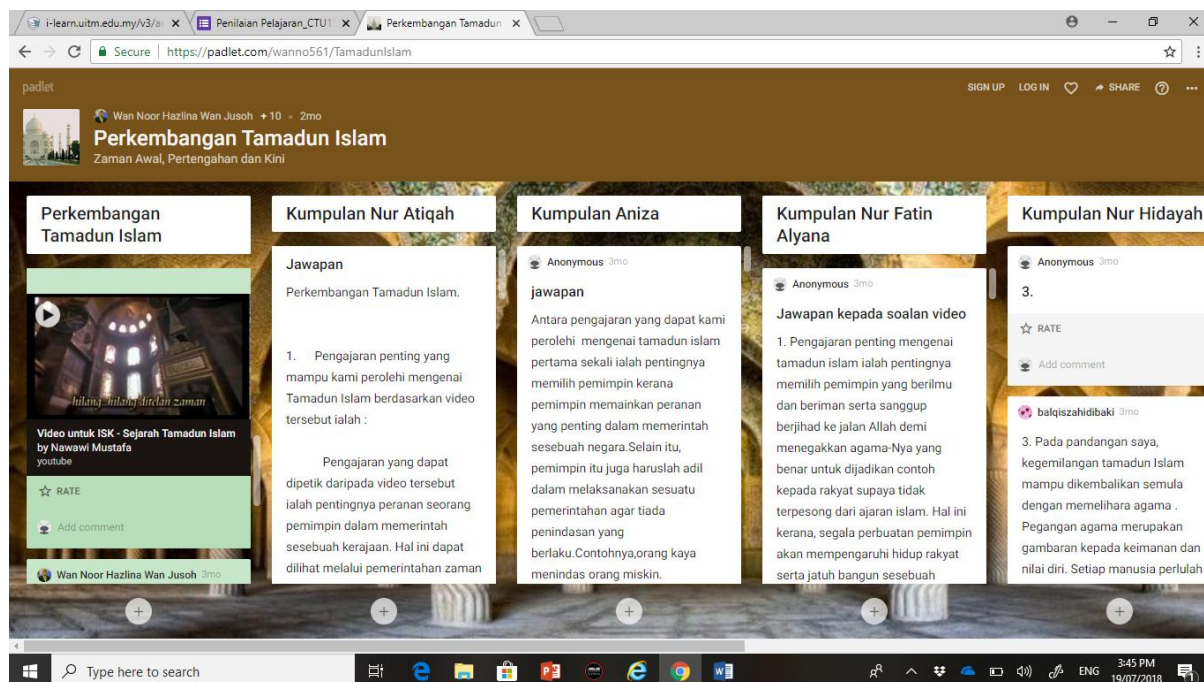 i-learn.uitm.edu.my/v3/a
Penilaian Pelajaran_CTU1
Perkembangan Tamadun
Secure | https://padlet.com/wanno561/TamadunIslam
padlet
SIGN UP LOG IN SHARE
Wan Noor Hazlina Wan Jusoh +10 • 2mo
Perkembangan Tamadun Islam
Zaman Awal, Pertengahan dan Kini
Perkembangan
Tamadun Islam
hilang..hilang ditelan zaman
Video untuk ISK - Sejarah Tamadun Islam
by Nawawi Mustafa
youtube
RATE
Add comment
Wan Noor Hazlina Wan Jusoh 3mo
Kumpulan Nur Atiqah
Jawapan
Perkembangan Tamadun Islam.
1. Pengajaran penting yang
mampu kami perolehi mengenai
Tamadun Islam berdasarkan video
tersebut ialah :
Pengajaran yang dapat
dipetik daripada video tersebut
ialah pentingnya peranan seorang
pemimpin dalam memerintah
sesebuah kerajaan. Hal ini dapat
dilihat melalui pemerintahan zaman
Kumpulan Aniza
Anonymous 3mo
jawapan
Antara pengajaran yang dapat kami
perolehi mengenai tamadun islam
pertama sekali ialah pentingnya
memilih pemimpin kerana
pemimpin memainkan peranan
yang penting dalam memerintah
sesebuah negara.Selain itu,
pemimpin itu juga haruslah adil
dalam melaksanakan sesuatu
pemerintahan agar tiada
penindasan yang
berlaku.Contohnya,orang kaya
menindas orang miskin.
Kumpulan Nur Fatin
Alyana
Anonymous 3mo
Jawapan kepada soalan video
1. Pengajaran penting mengenai
tamadun islam ialah pentingnya
memilih pemimpin yang berilmu
dan beriman serta sanggup
berjihad ke jalan Allah demi
menegakkan agama-Nya yang
benar untuk dijadikan contoh
kepada rakyat supaya tidak
terpesong dari ajaran islam. Hal ini
kerana, segala perbuatan pemimpin
akan mempengaruhi hidup rakyat
serta jatuh bangun sesebuah
Kumpulan Nur Hidayah
Anonymous 3mo
3.
RATE
Add comment
balqiszahidibaki 3mo
3. Pada pandangan saya,
kegemilangan tamadun Islam
mampu dikembalikan semula
dengan memelihara agama .
Pegangan agama merupakan
gambaran kepada keimanan dan
nilai diri. Setiap manusia perlulah
Type here to search
ENG
3:45 PM
19/07/2018